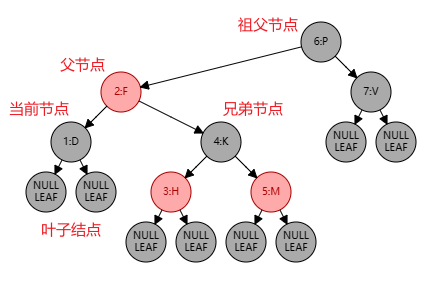 祖父节点
6:P
父节点
2:F
7:V
当前节点
兄弟节点
1:D
4:K
NULL
LEAF
NULL
LEAF
NULL
LEAF
NULL
LEAF
3:H
5:M
叶子结点
NULL
LEAF
NULL
LEAF
NULL
LEAF
NULL
LEAF